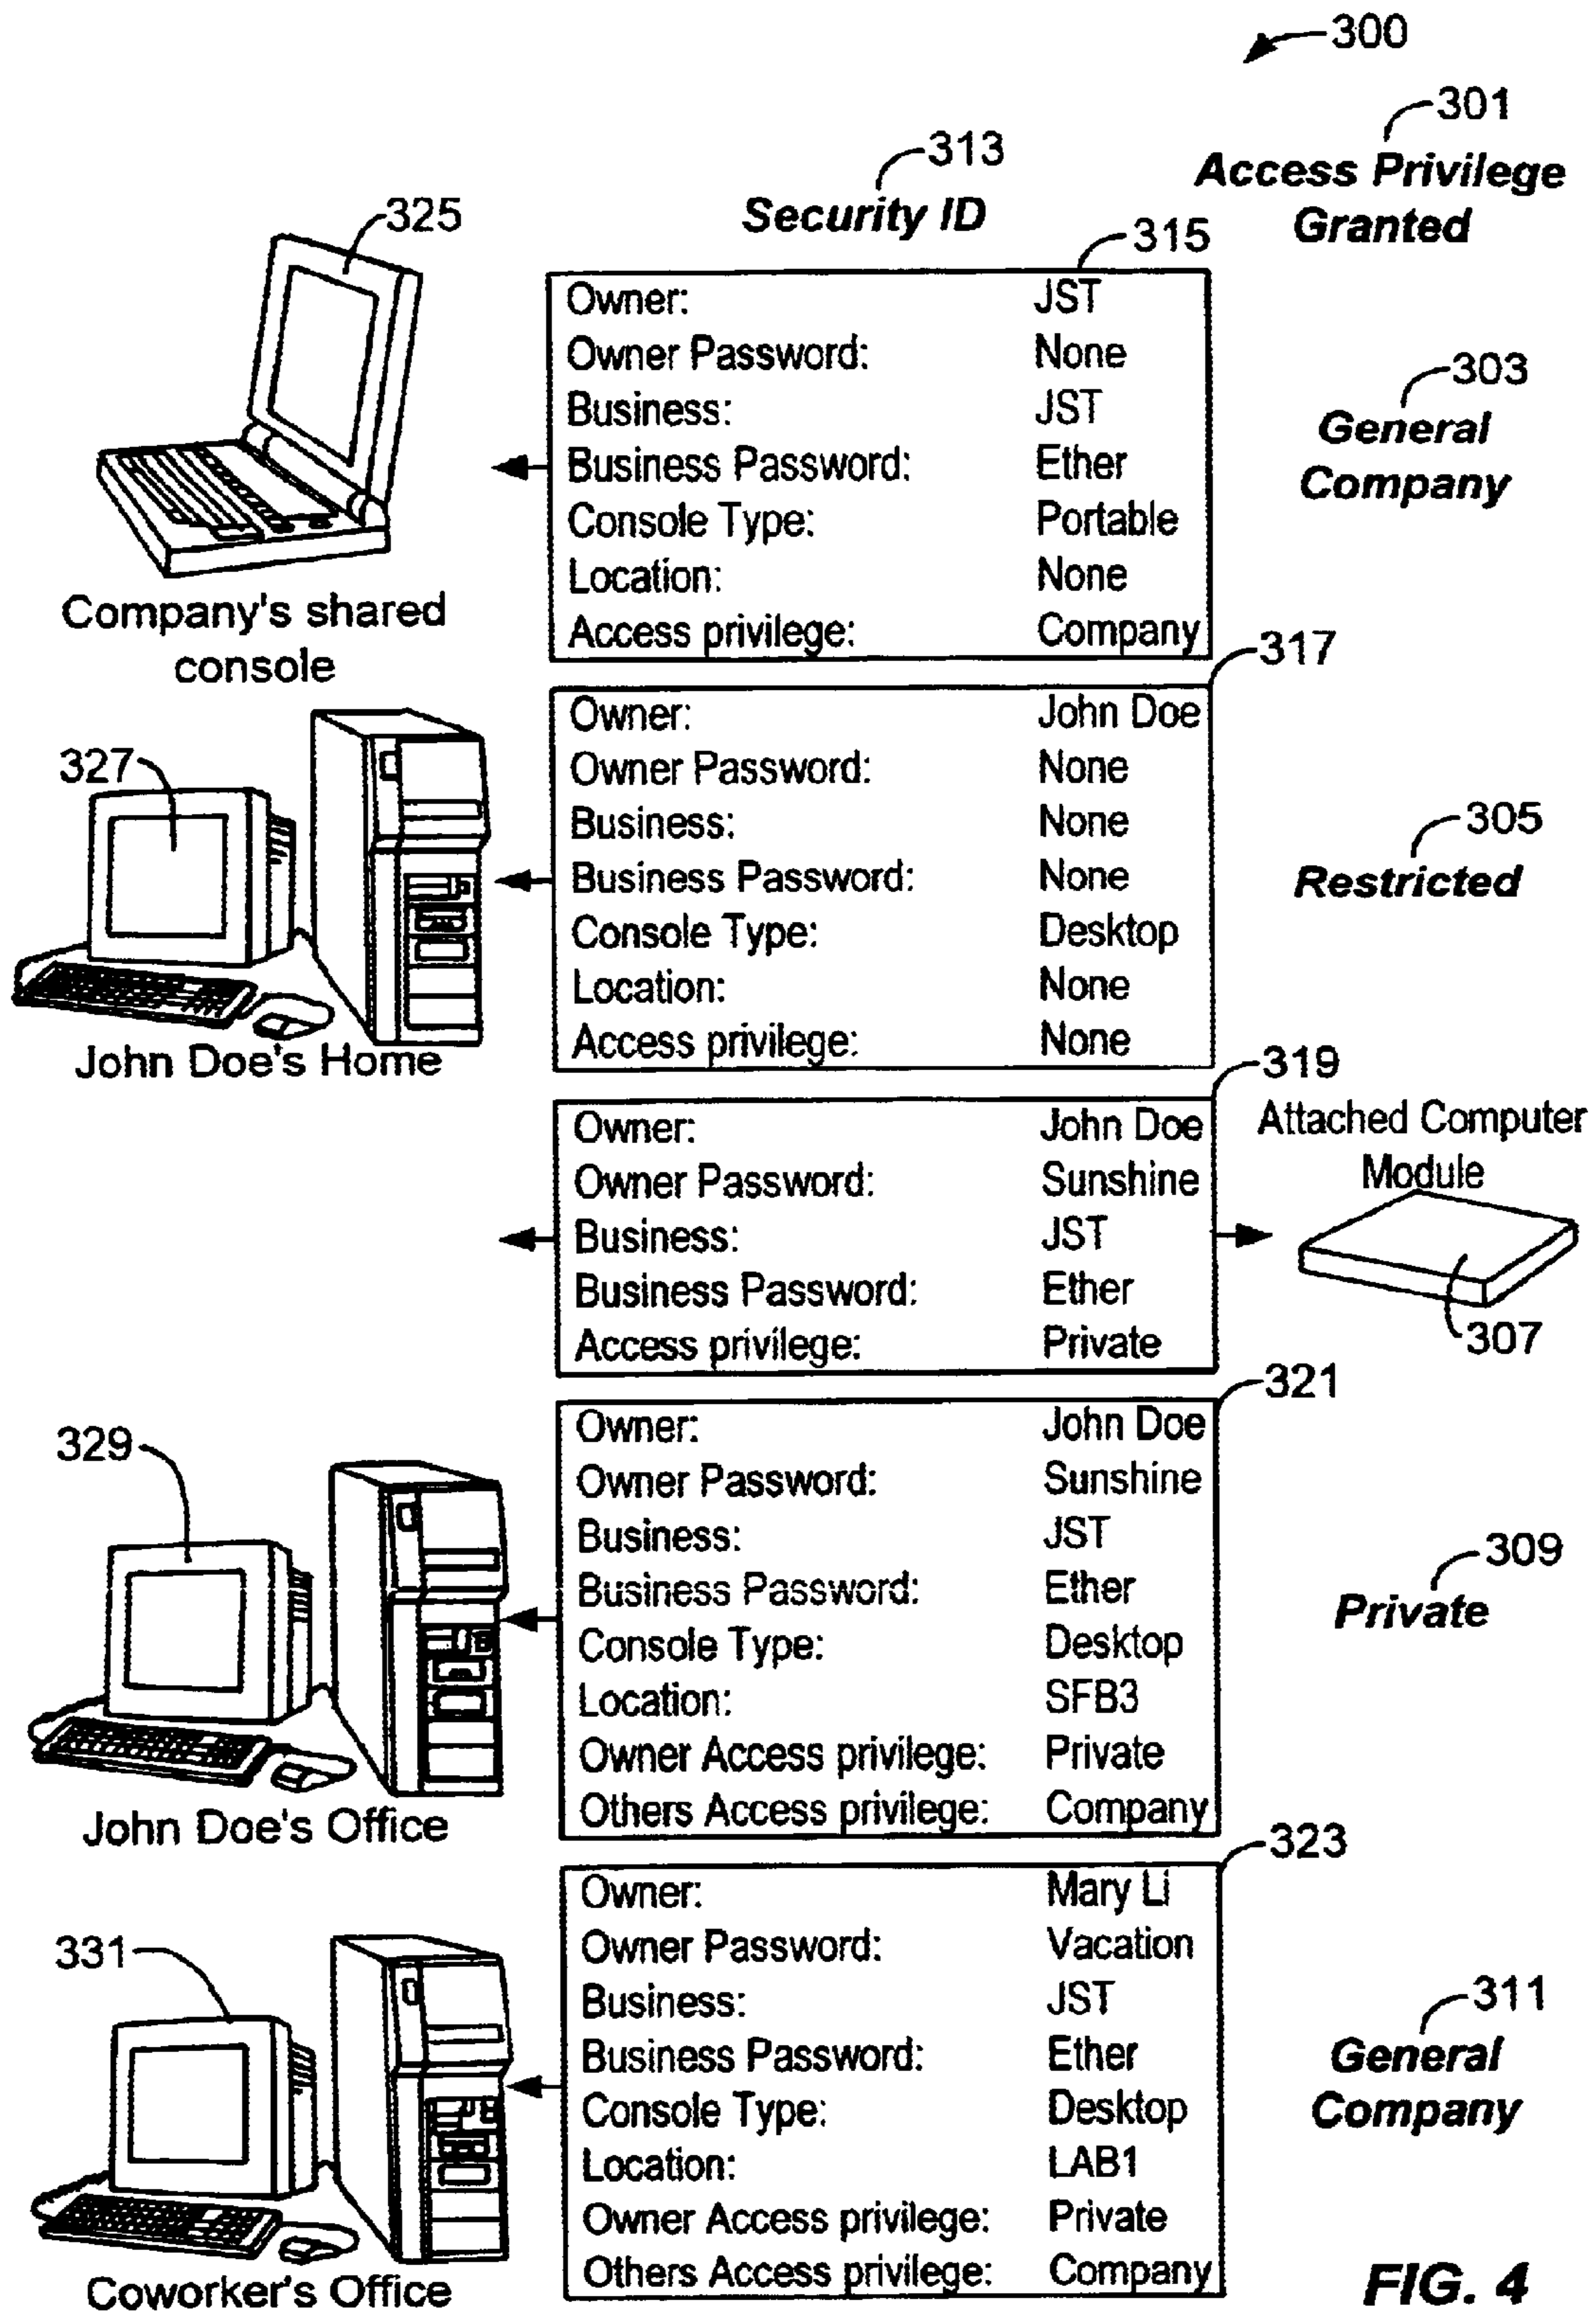 300
301
Access Privilege
Granted
313
Security ID
325
315
Owner: JST
Owner Password: None
Business: JST
Business Password: Ether
Console Type: Portable
Location: None
Access privilege: Company
303
General
Company
Company's shared
console
317
Owner: John Doe
Owner Password: None
Business: None
Business Password: None
Console Type: Desktop
Location: None
Access privilege: None
327
305
Restricted
John Doe's Home
319
Owner: John Doe
Owner Password: Sunshine
Business: JST
Business Password: Ether
Access privilege: Private
Attached Computer
Module
307
321
Owner: John Doe
Owner Password: Sunshine
Business: JST
Business Password: Ether
Console Type: Desktop
Location: SFB3
Owner Access privilege: Private
Others Access privilege: Company
329
309
Private
John Doe's Office
323
Owner: Mary Li
Owner Password: Vacation
Business: JST
Business Password: Ether
Console Type: Desktop
Location: LAB1
Owner Access privilege: Private
Others Access privilege: Company
331
311
General
Company
Coworker's Office
FIG. 4